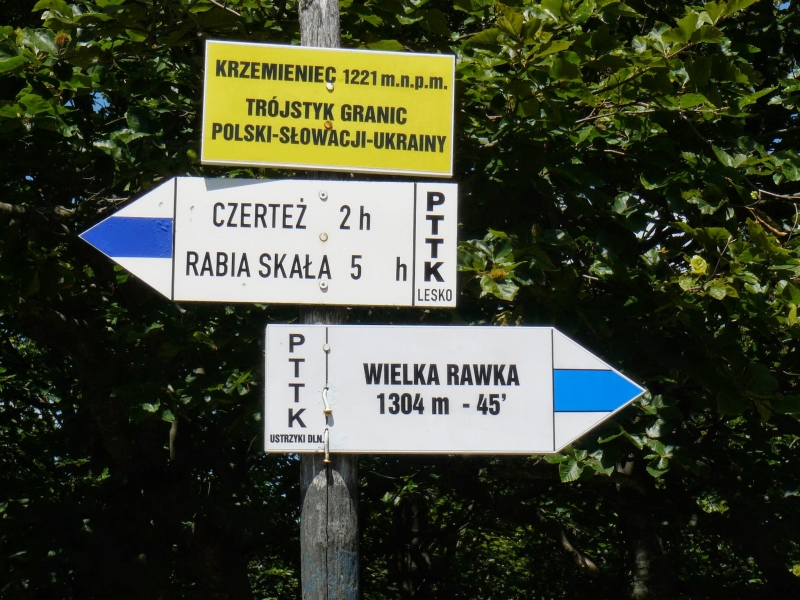 KRZEMIENIEC 1221 m.n.p.m.
TRÓJSTYK GRANIC
POLSKI-SŁOWACJI-UKRAINY
CZERTEŻ 2 h
RABIA SKAŁA 5 h
PTTK
LESKO
PTTK
USTRZYKI DLN.
WIELKA RAWKA
1304 m - 45'